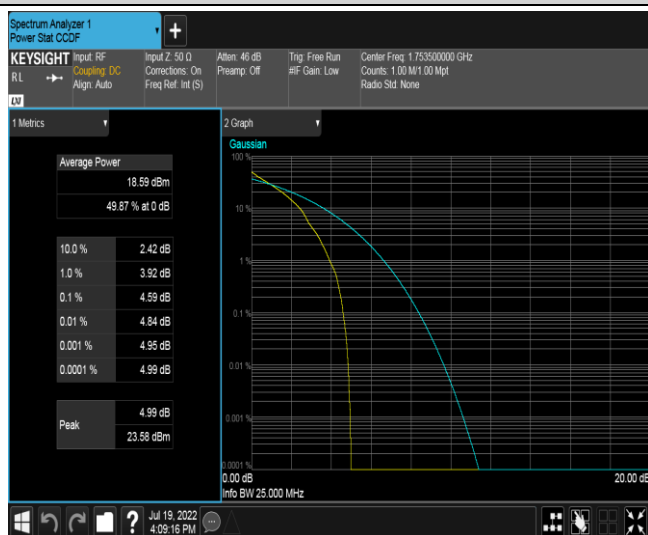 Spectrum Analyzer 1
Power Stat CCDF
KEYSIGHT
R L
LXI
Input: RF
Coupling: DC
Align: Auto
Input Z: 50 Ω
Corrections: On
Freq Ref: Int (S)
Atten: 46 dB
Preamp: Off
Trig: Free Run
#IF Gain: Low
Center Freq: 1.753500000 GHz
Counts: 1.00 M/1.00 Mpt
Radio Std: None
1 Metrics
Average Power
18.59 dBm
49.87 % at 0 dB
10.0 % 2.42 dB
1.0 % 3.92 dB
0.1 % 4.59 dB
0.01 % 4.84 dB
0.001 % 4.95 dB
0.0001 % 4.99 dB
Peak
4.99 dB
23.58 dBm
2 Graph
Gaussian
100 %
10 %
1 %
0.1 %
0.01 %
0.001 %
0.0001 %
0.00 dB
20.00 dB
Info BW 25.000 MHz
?
Jul 19, 2022
4:09:16 PM